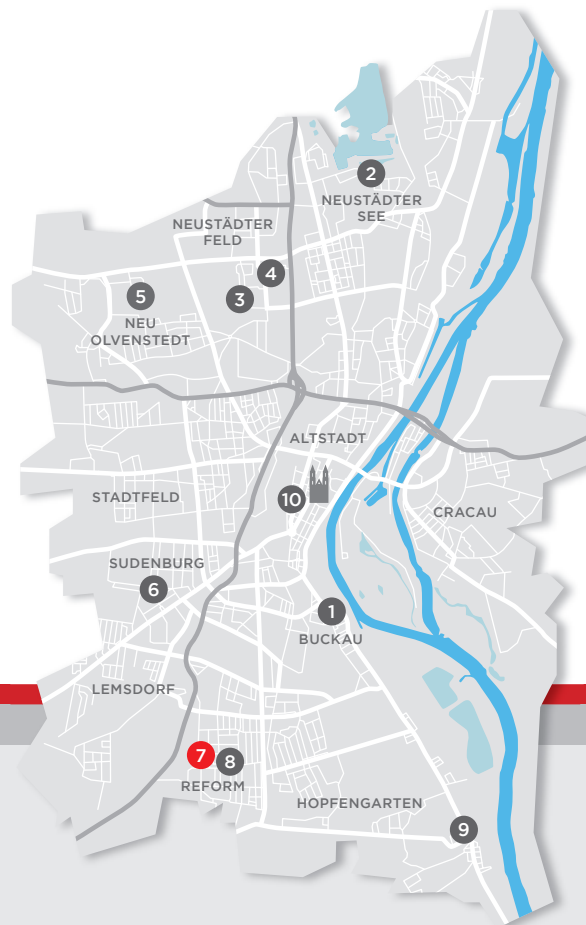 2
NEUSTÄDTER
SEE
NEUSTÄDTER
FELD
4
3
5
NEU
OLVENSTEDT
ALTSTADT
10
STADTFELD
CRACAU
SUDENBURG
6
1
BUCKAU
LEMSDORF
7
8
REFORM
HOPFENGARTEN
9